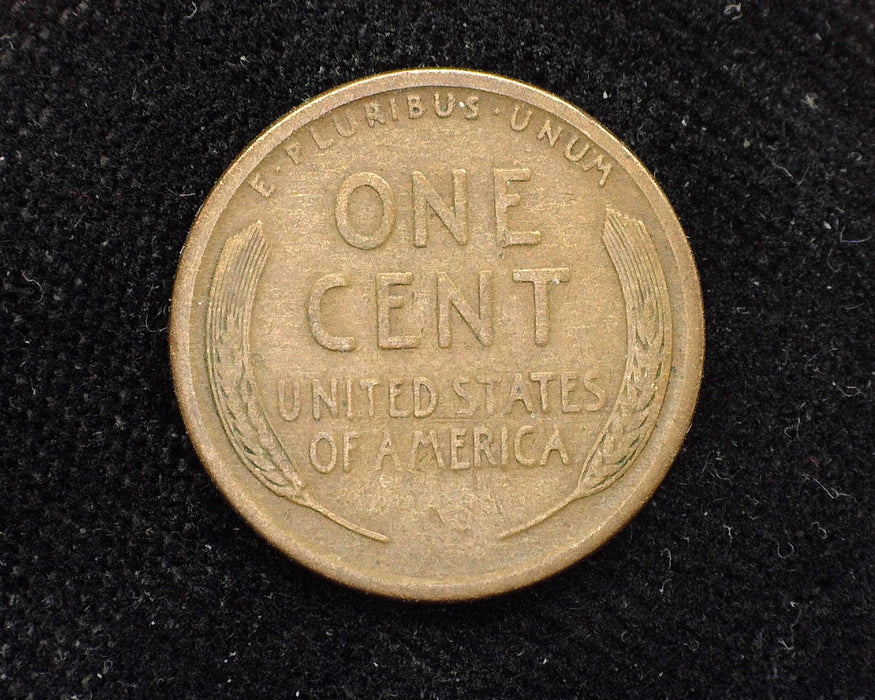 E · PLURIBUS · UNUM
ONE
CENT
UNITED STATES
OF AMERICA